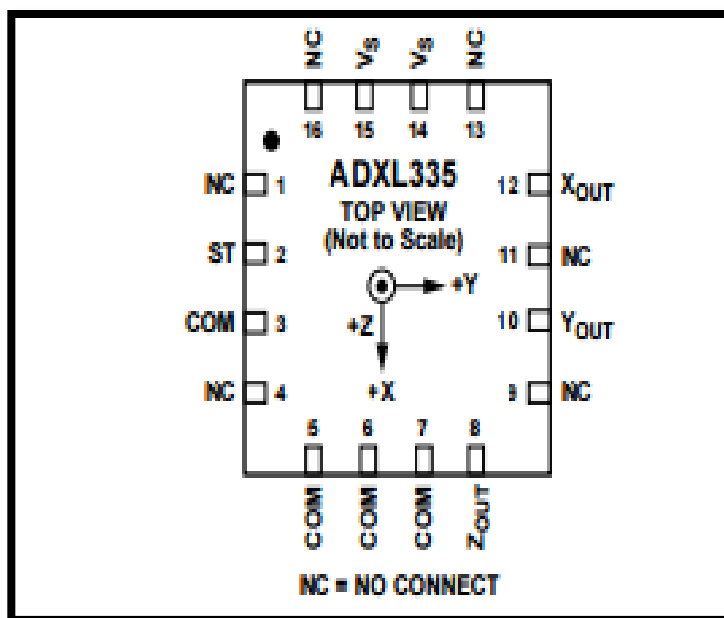 NC VS VS NC
16 15 14 13
NC 1 ADXL335 12 XOUT
TOP VIEW
(Not to Scale)
ST 2 11 NC
+Y
COM 3 +Z 10 YOUT
NC 4 +X 9 NC
5 6 7 8
COM COM COM ZOUT
NC = NO CONNECT